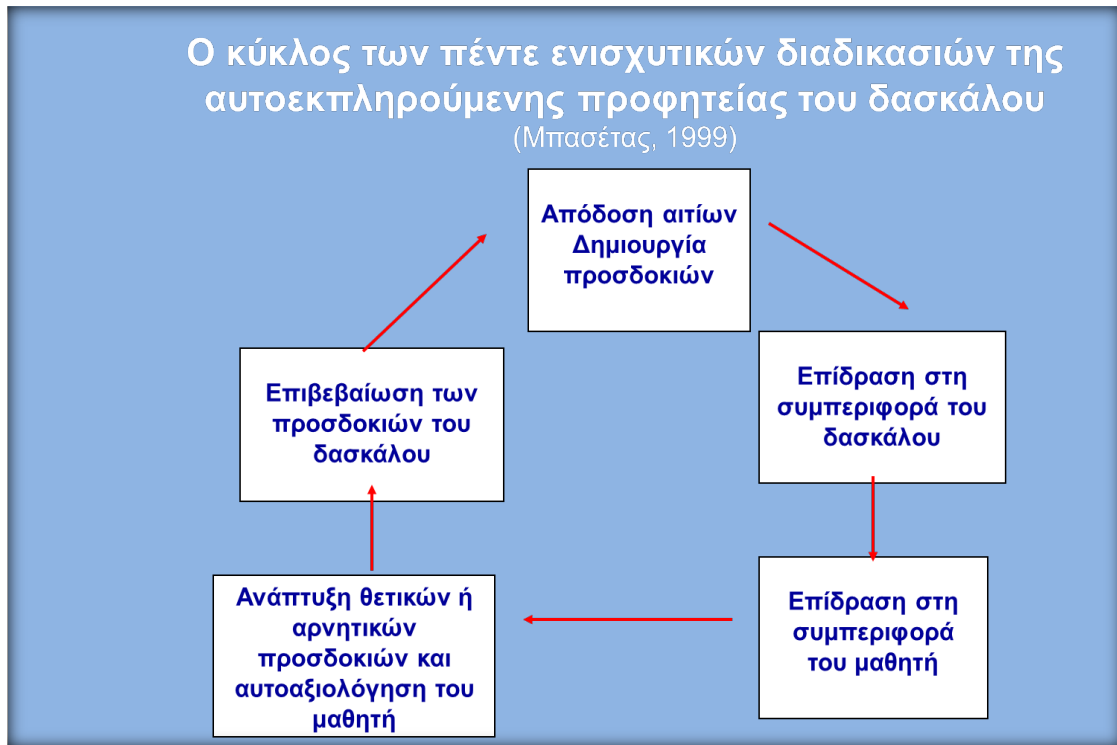 Ο κύκλος των πέντε ενισχυτικών διαδικασιών της
αυτοεκπληρούμενης προφητείας του δασκάλου
(Μπασέτας, 1999)
Απόδοση αιτίων
Δημιουργία
προσδοκιών
Επίδραση στη
συμπεριφορά του
δασκάλου
Επίδραση στη
συμπεριφορά
του μαθητή
Ανάπτυξη θετικών ή
αρνητικών
προσδοκιών και
αυτοαξιολόγηση του
μαθητή
Επιβεβαίωση των
προσδοκιών του
δασκάλου